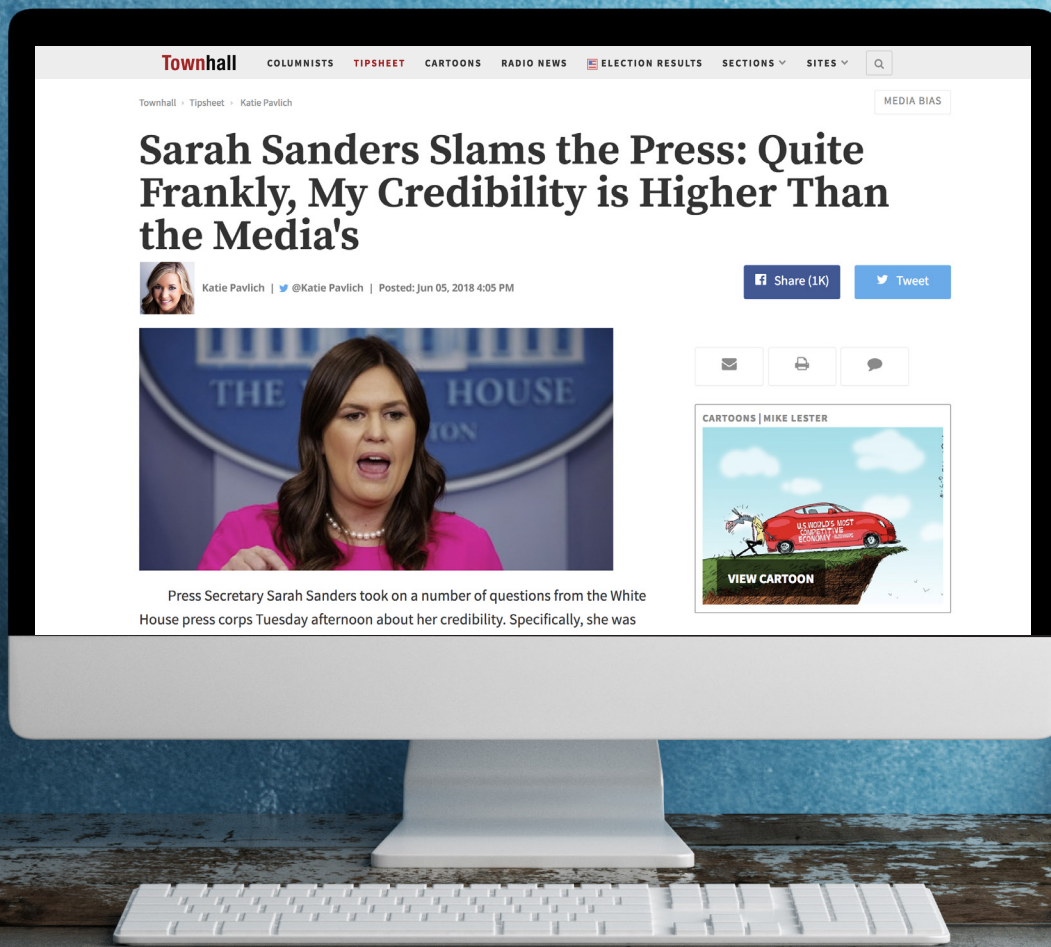 Townhall COLUMNISTS TIPSHEET CARTOONS RADIO NEWS ELECTION RESULTS SECTIONS SITES
Townhall › Tipsheet › Katie Pavlich
MEDIA BIAS
Sarah Sanders Slams the Press: Quite
Frankly, My Credibility is Higher Than
the Media's
Katie Pavlich | @Katie Pavlich | Posted: Jun 05, 2018 4:05 PM
Share (1K) Tweet
THE HOUSE
TON
CARTOONS | MIKE LESTER
U.S WORLD'S MOST
COMPETITIVE
ECONOMY
VIEW CARTOON
Press Secretary Sarah Sanders took on a number of questions from the White
House press corps Tuesday afternoon about her credibility. Specifically, she was